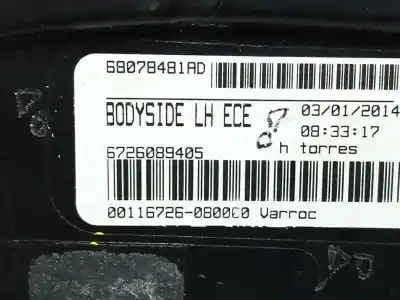 68078481AD
BODYSIDE LH ECE
03/01/2014
08:33:17
6726089405
h torres
00116726-0800C0 Varroc